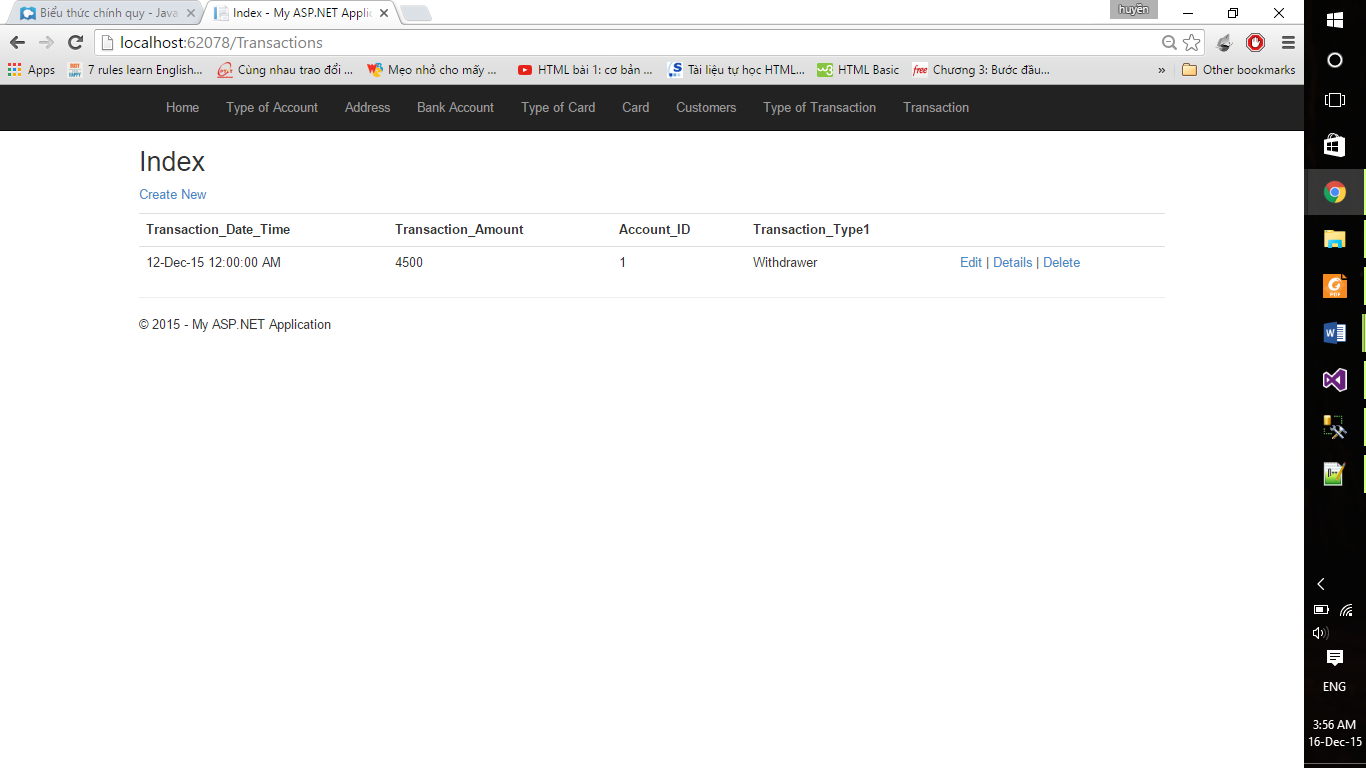 Biểu thức chính quy - Java
Index - My ASP.NET Applic
huyền
localhost:62078/Transactions
Apps
7 rules learn English...
Cùng nhau trao đổi ...
Mẹo nhỏ cho mấy ...
HTML bài 1: cơ bản ...
Tài liệu tự học HTML...
HTML Basic
free Chương 3: Bước đầu...
» Other bookmarks
Home Type of Account Address Bank Account Type of Card Card Customers Type of Transaction Transaction
Index
Create New
Transaction_Date_Time Transaction_Amount Account_ID Transaction_Type1
12-Dec-15 12:00:00 AM 4500 1 Withdrawer Edit | Details | Delete
© 2015 - My ASP.NET Application
ENG
3:56 AM
16-Dec-15